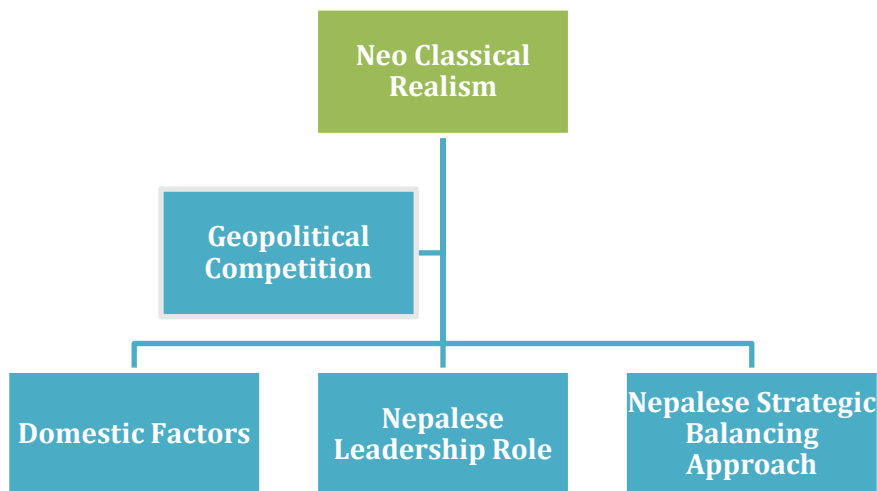 Neo Classical
Realism
Geopolitical
Competition
Domestic Factors
Nepalese
Leadership Role
Nepalese Strategic
Balancing
Approach